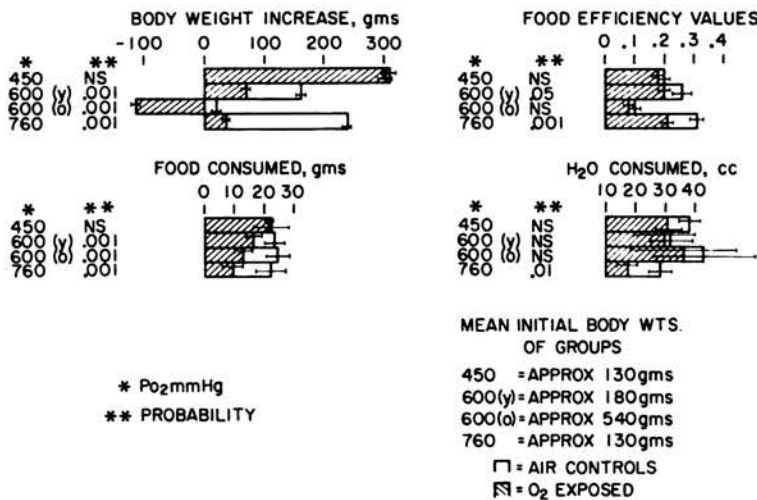 BODY WEIGHT INCREASE, gms
-100 0 100 200 300
* **
450 NS
600 (y) .001
600 (o) .001
760 .001
FOOD EFFICIENCY VALUES
0 .1 .2 .3 .4
* **
450 NS
600 (y) .05
600 (o) NS
760 .001
FOOD CONSUMED, gms
0 10 20 30
* **
450 NS
600 (y) .001
600 (o) .001
760 .001
H₂O CONSUMED, cc
10 20 30 40
* **
450 NS
600 (y) NS
600 (o) NS
760 .01
* Po₂mmHg
** PROBABILITY
MEAN INITIAL BODY WTS.
OF GROUPS
450 =APPROX 130gms
600(y)=APPROX 180gms
600(o)=APPROX 540gms
760 =APPROX 130gms
= AIR CONTROLS
= O₂ EXPOSED